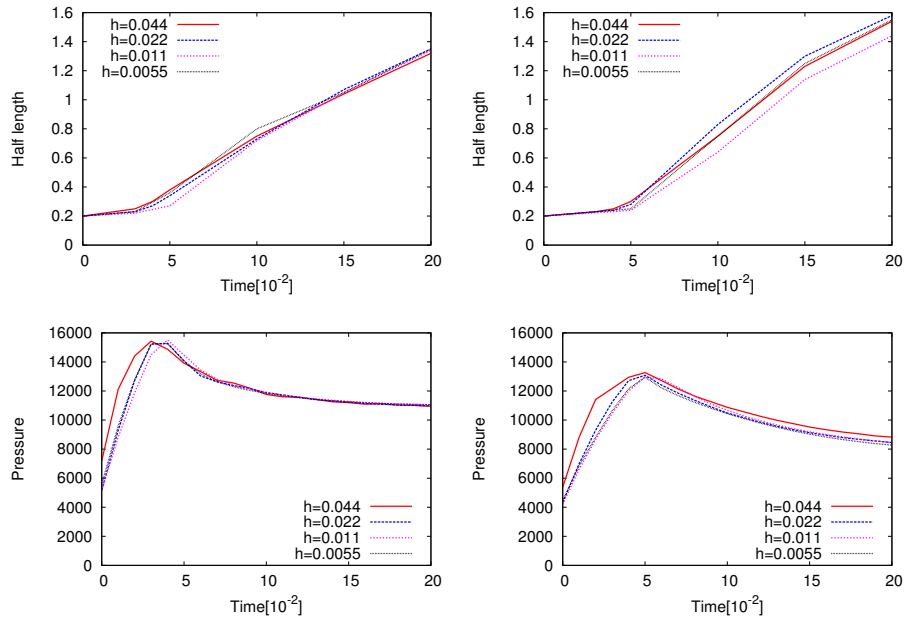 1.6
1.4
1.2
1
0.8
0.6
0.4
0.2
0
Half length
h=0.044
h=0.022
h=0.011
h=0.0055
0 5 10 15 20
Time[10-2]
1.6
1.4
1.2
1
0.8
0.6
0.4
0.2
0
Half length
h=0.044
h=0.022
h=0.011
h=0.0055
0 5 10 15 20
Time[10-2]
16000
14000
12000
10000
8000
6000
4000
2000
0
Pressure
h=0.044
h=0.022
h=0.011
h=0.0055
0 5 10 15 20
Time[10-2]
16000
14000
12000
10000
8000
6000
4000
2000
0
Pressure
h=0.044
h=0.022
h=0.011
h=0.0055
0 5 10 15 20
Time[10-2]